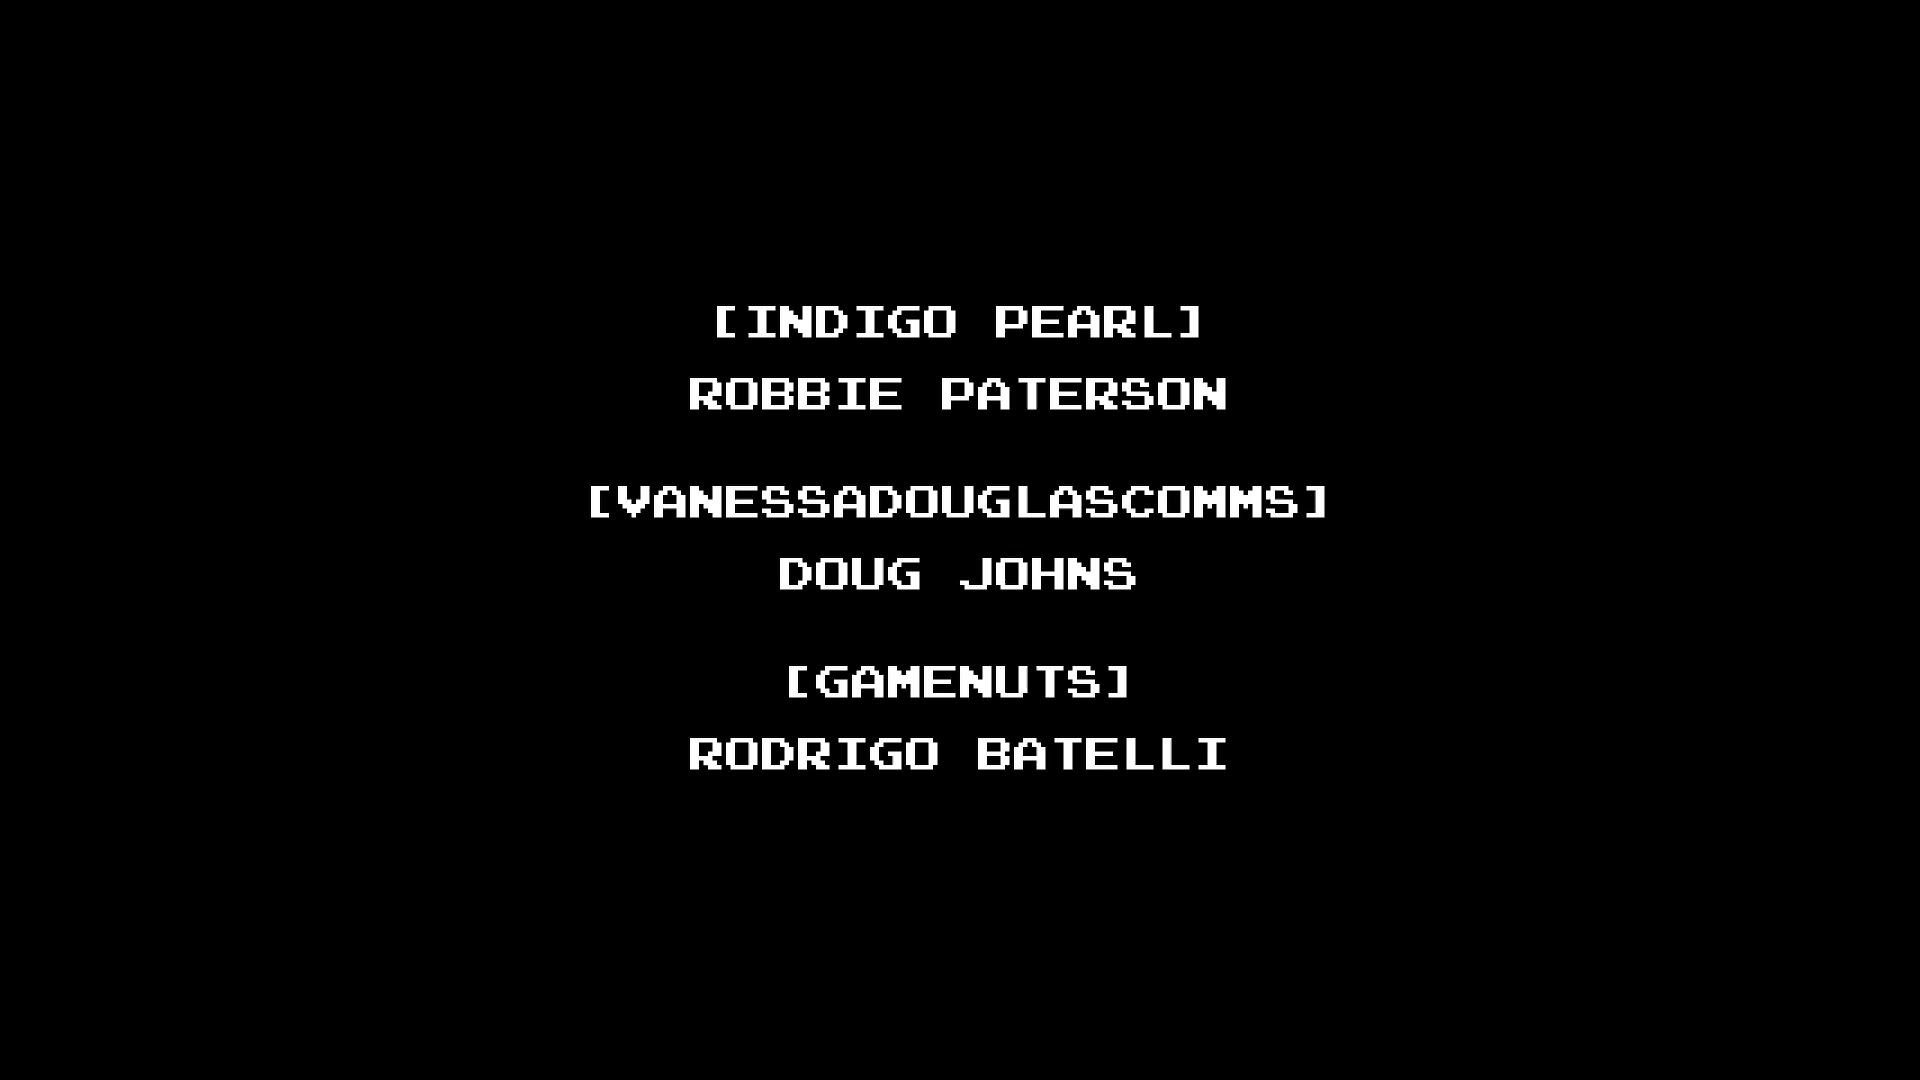 [INDIGO PEARL]
ROBBIE PATERSON
[VANESSADOUGLASCOMMS]
DOUG JOHNS
[GAMENUTS]
RODRIGO BATELLI